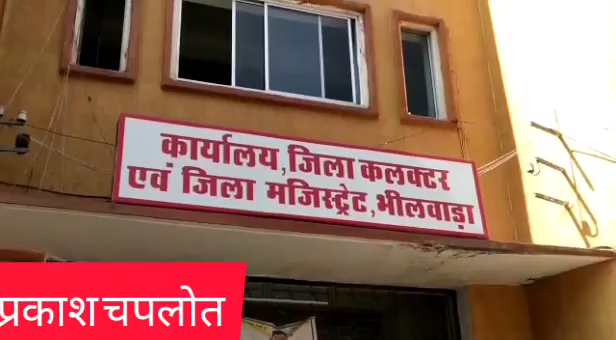 कार्यालय,जिला कलक्टर
एवं जिला मजिस्ट्रेट,भीलवाड़ा
प्रकाश चपलोत